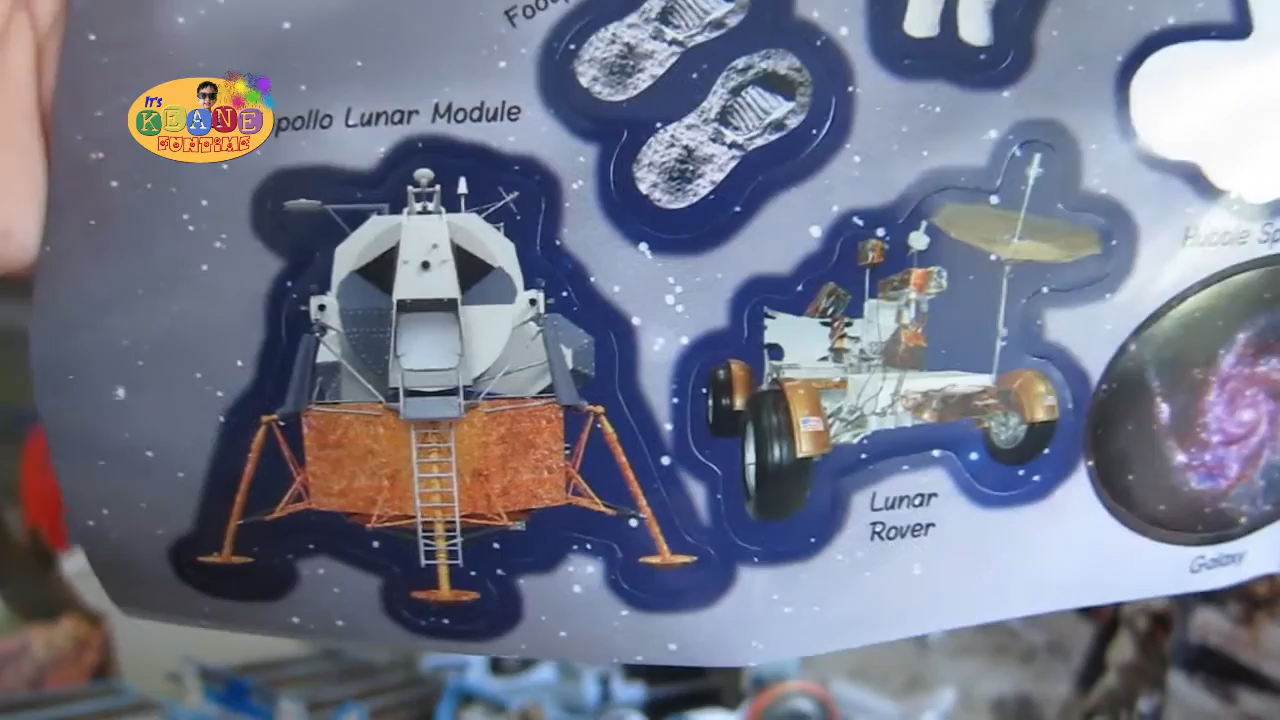 IT'S
KEANE
FUNTIME
pollo Lunar Module
Lunar
Rover
Galaxy